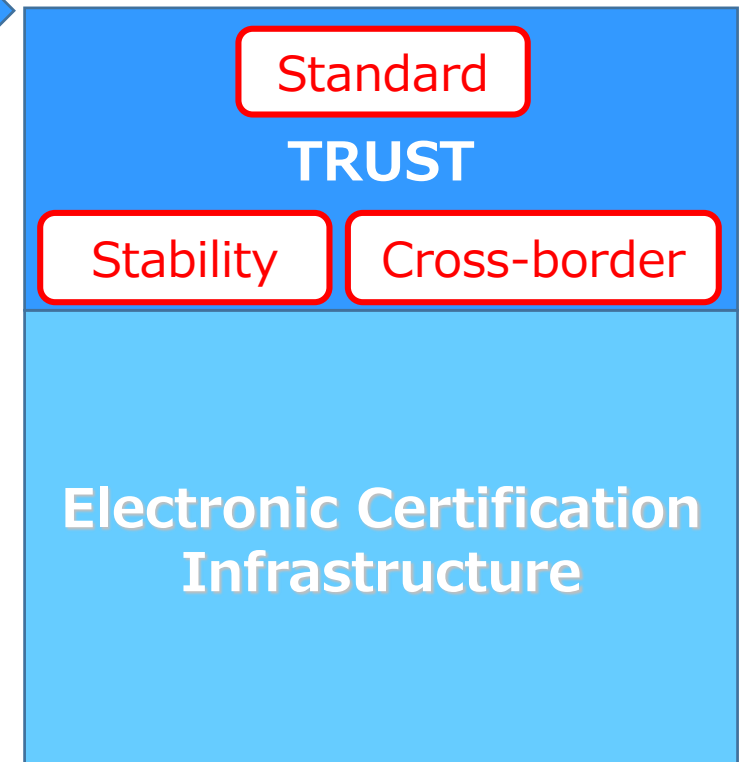 Standard
TRUST
Stability
Cross-border
Electronic Certification
Infrastructure